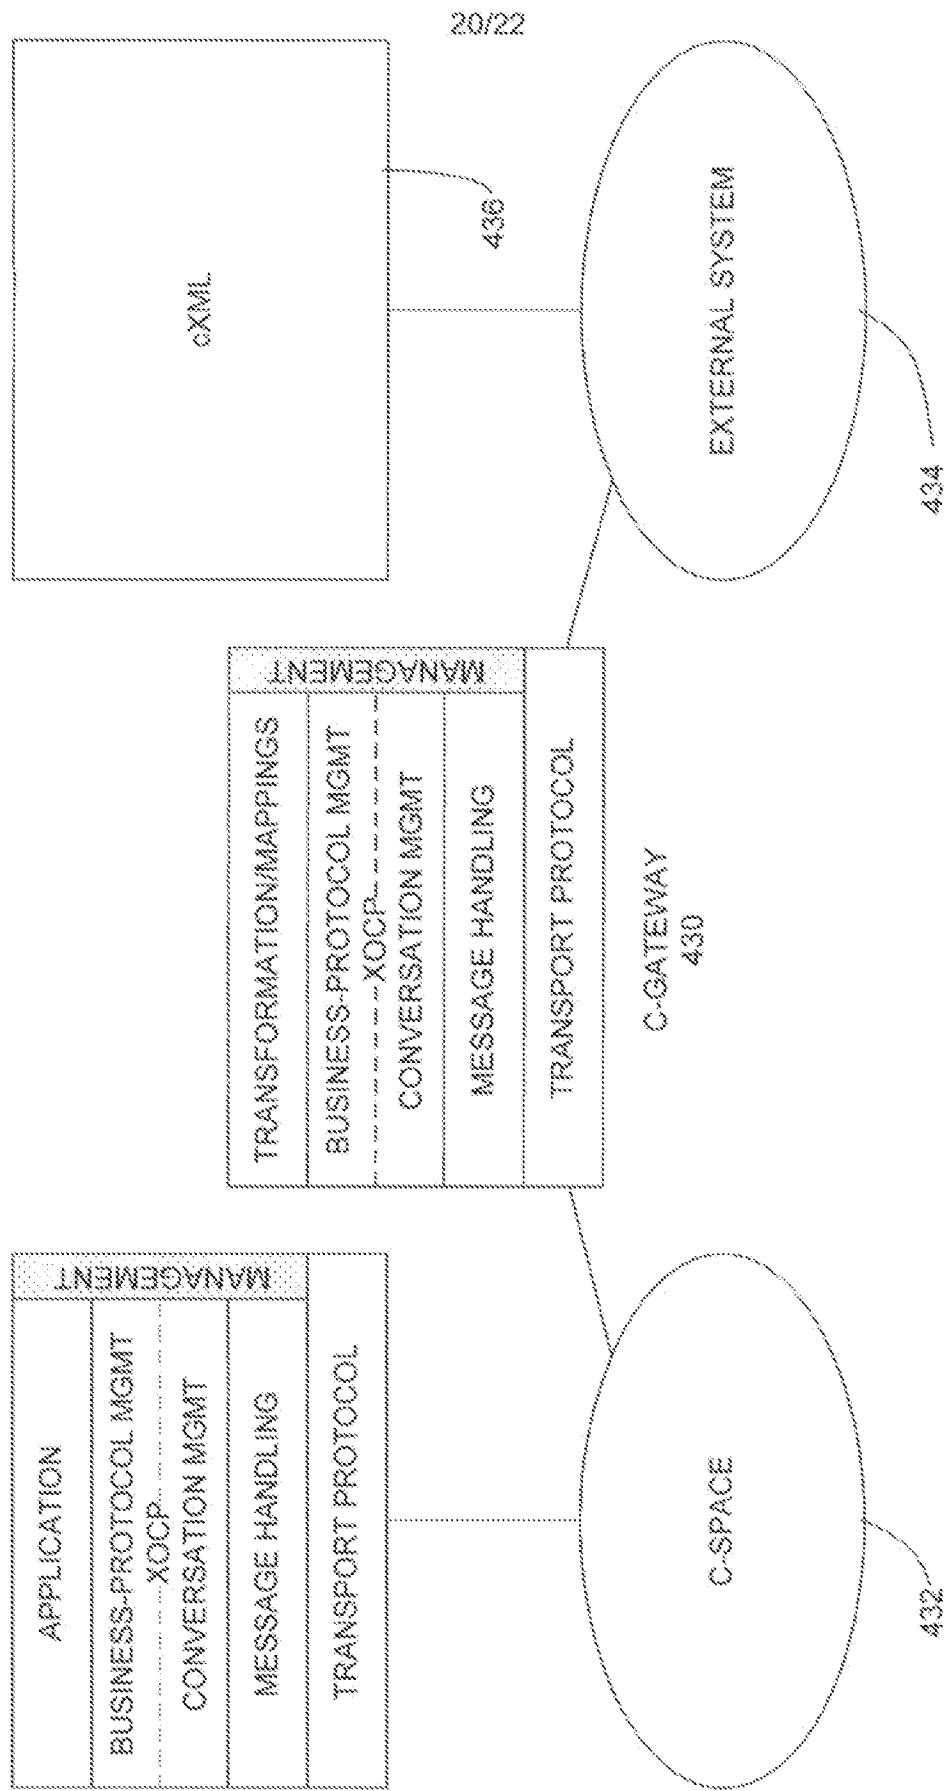 20/22
APPLICATION
BUSINESS-PROTOCOL MGMT
XOCP
CONVERSATION MGMT
MESSAGE HANDLING
TRANSPORT PROTOCOL
MANAGEMENT
C-SPACE
432
TRANSFORMATION/MAPPINGS
BUSINESS-PROTOCOL MGMT
XOCP
CONVERSATION MGMT
MESSAGE HANDLING
TRANSPORT PROTOCOL
MANAGEMENT
C-GATEWAY
430
cXML
436
EXTERNAL SYSTEM
434